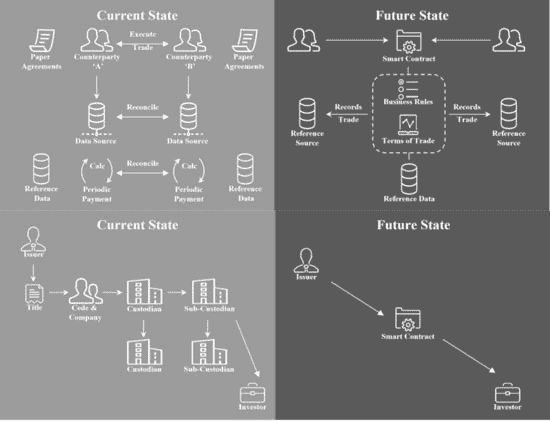 Current State
Paper
Agreements
Counterparty
'A'
Execute
Trade
Counterparty
'B'
Paper
Agreements
Data Source
Reconcile
Data Source
Reference
Data
Calc
Periodic
Payment
Reconcils
Calc
Periodic
Payment
Reference
Data
Future State
Smart Contract
Business Rules
Terms of Trade
Records
Trade
Records
Trade
Reference
Source
Reference
Source
Reference Data
Current State
Issuer
Title
Cede &
Company
Custodian
Sub-Custodian
Custodian
Sub-Custodian
Investor
Future State
Issuer
Smart Contract
Investor